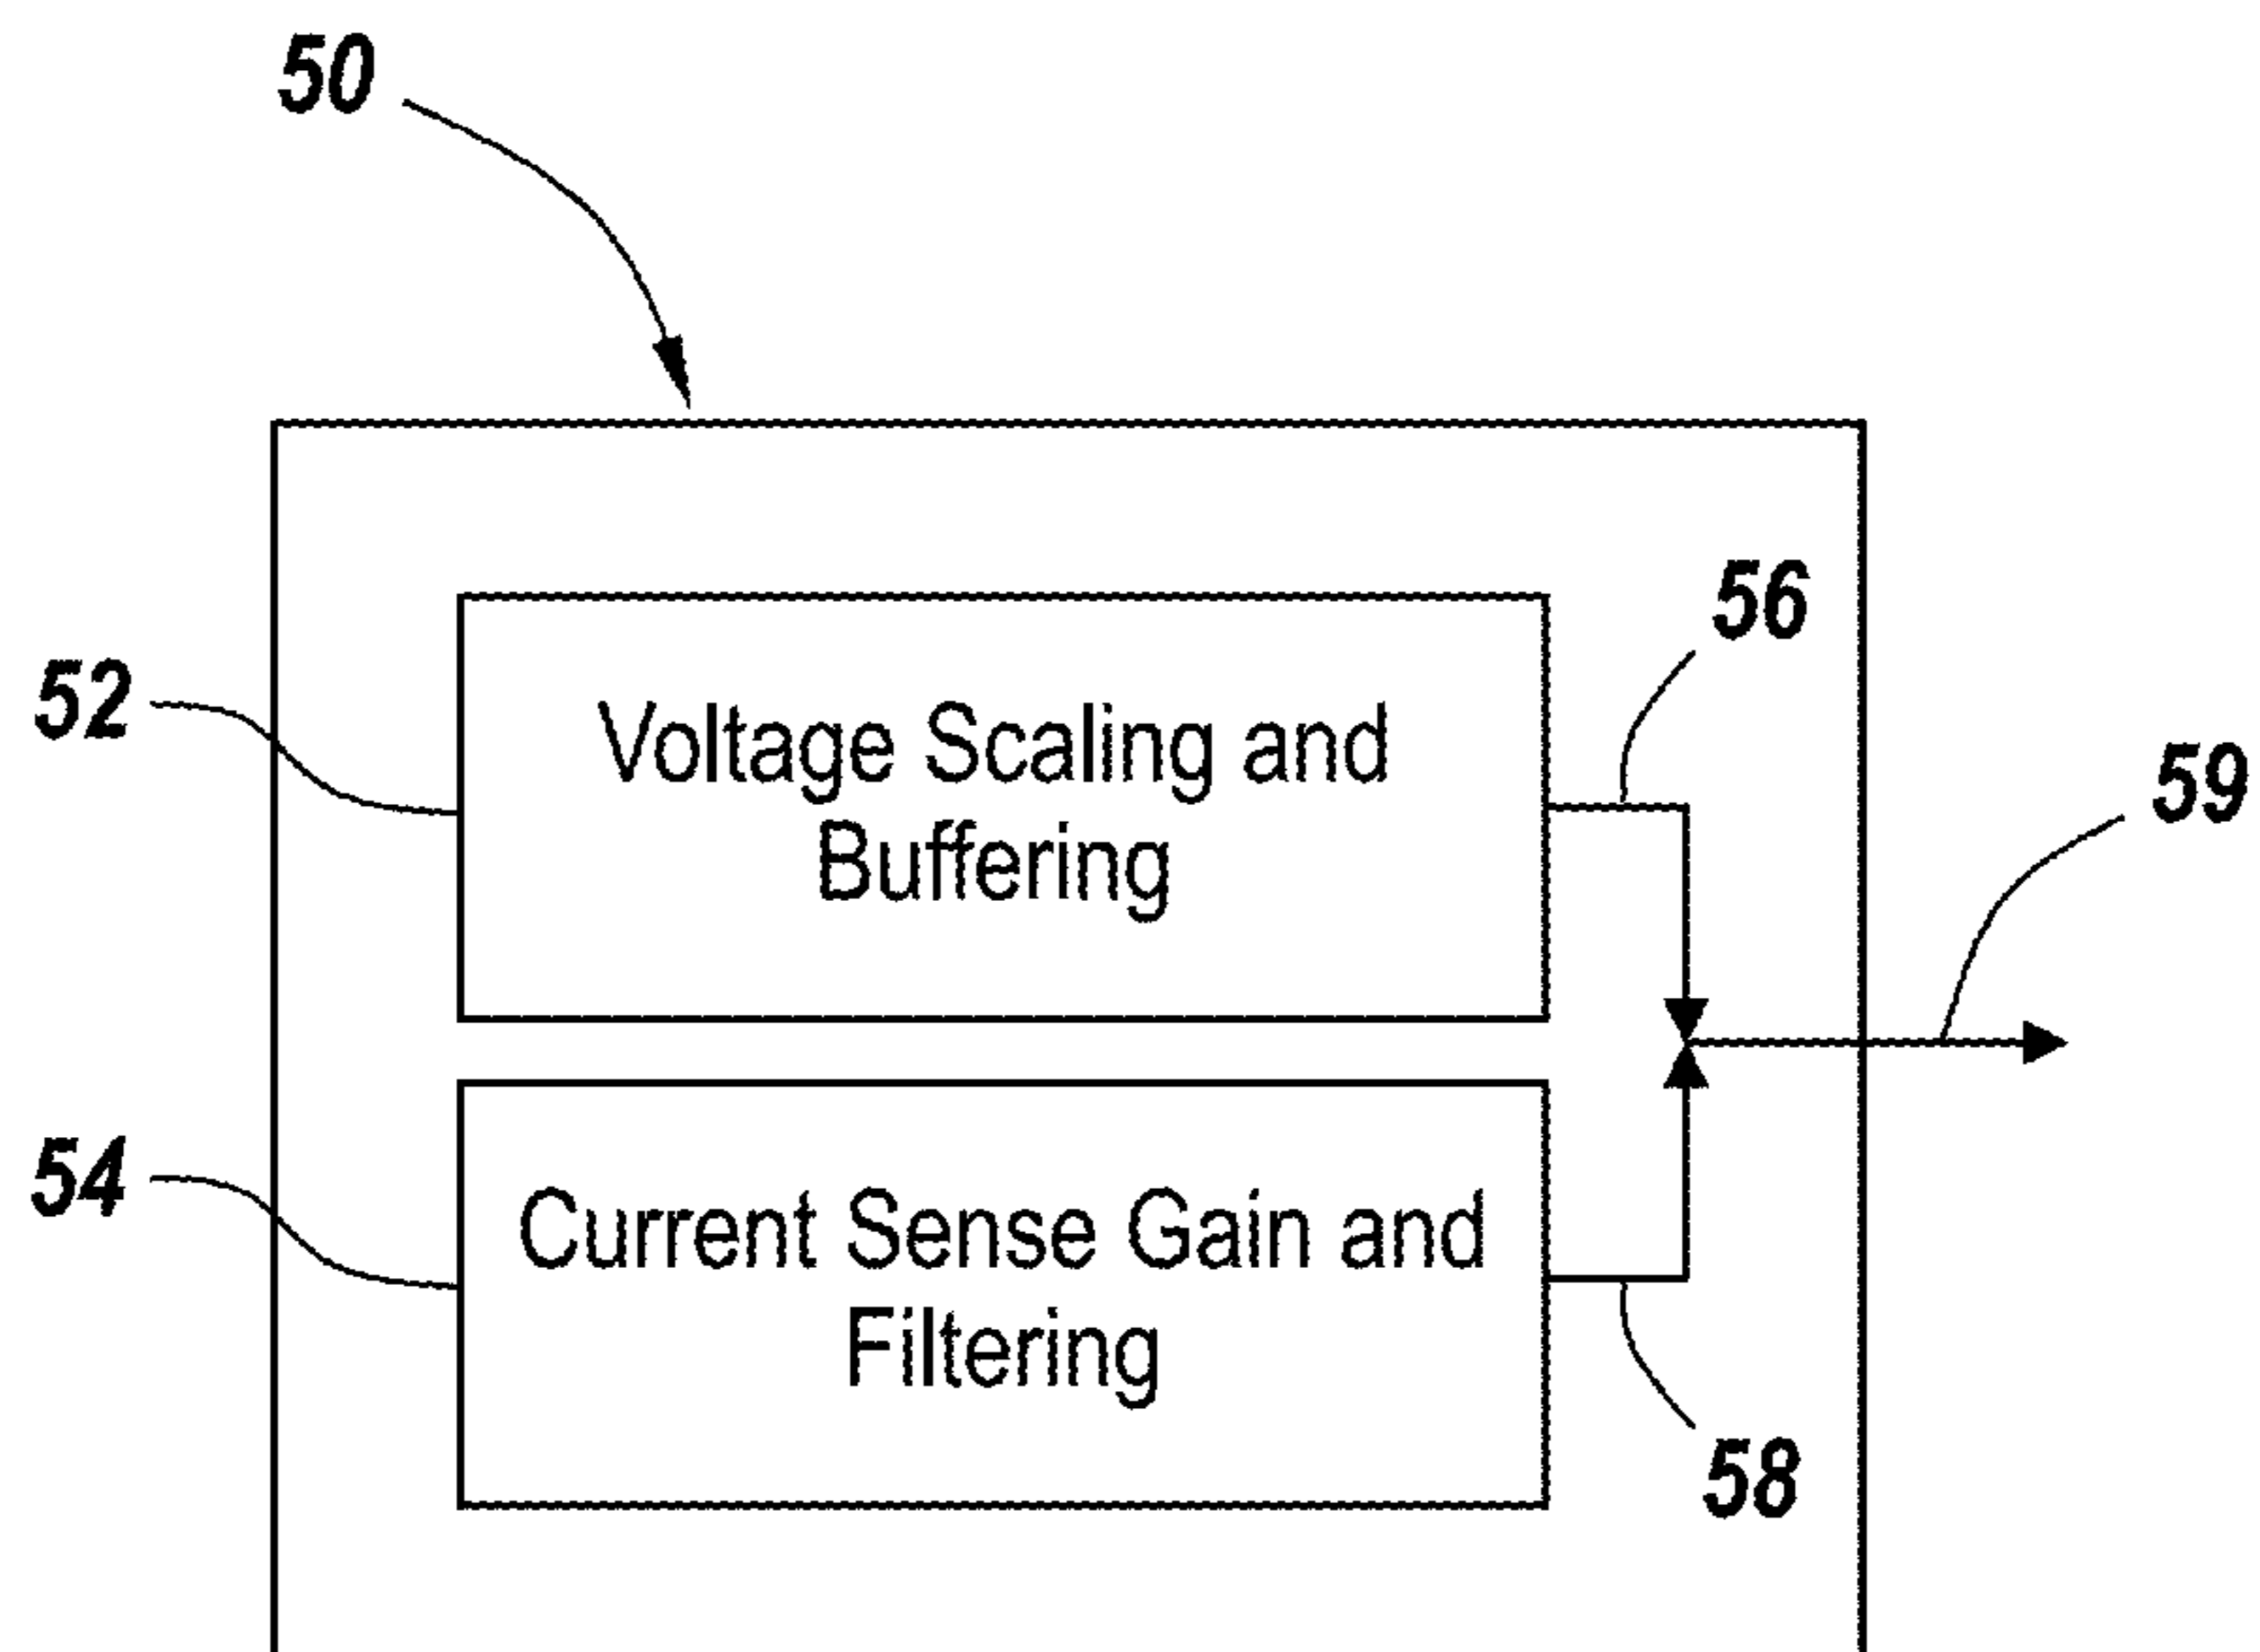 50
56
52
Voltage Scaling and
Buffering
59
54
Current Sense Gain and
Filtering
58